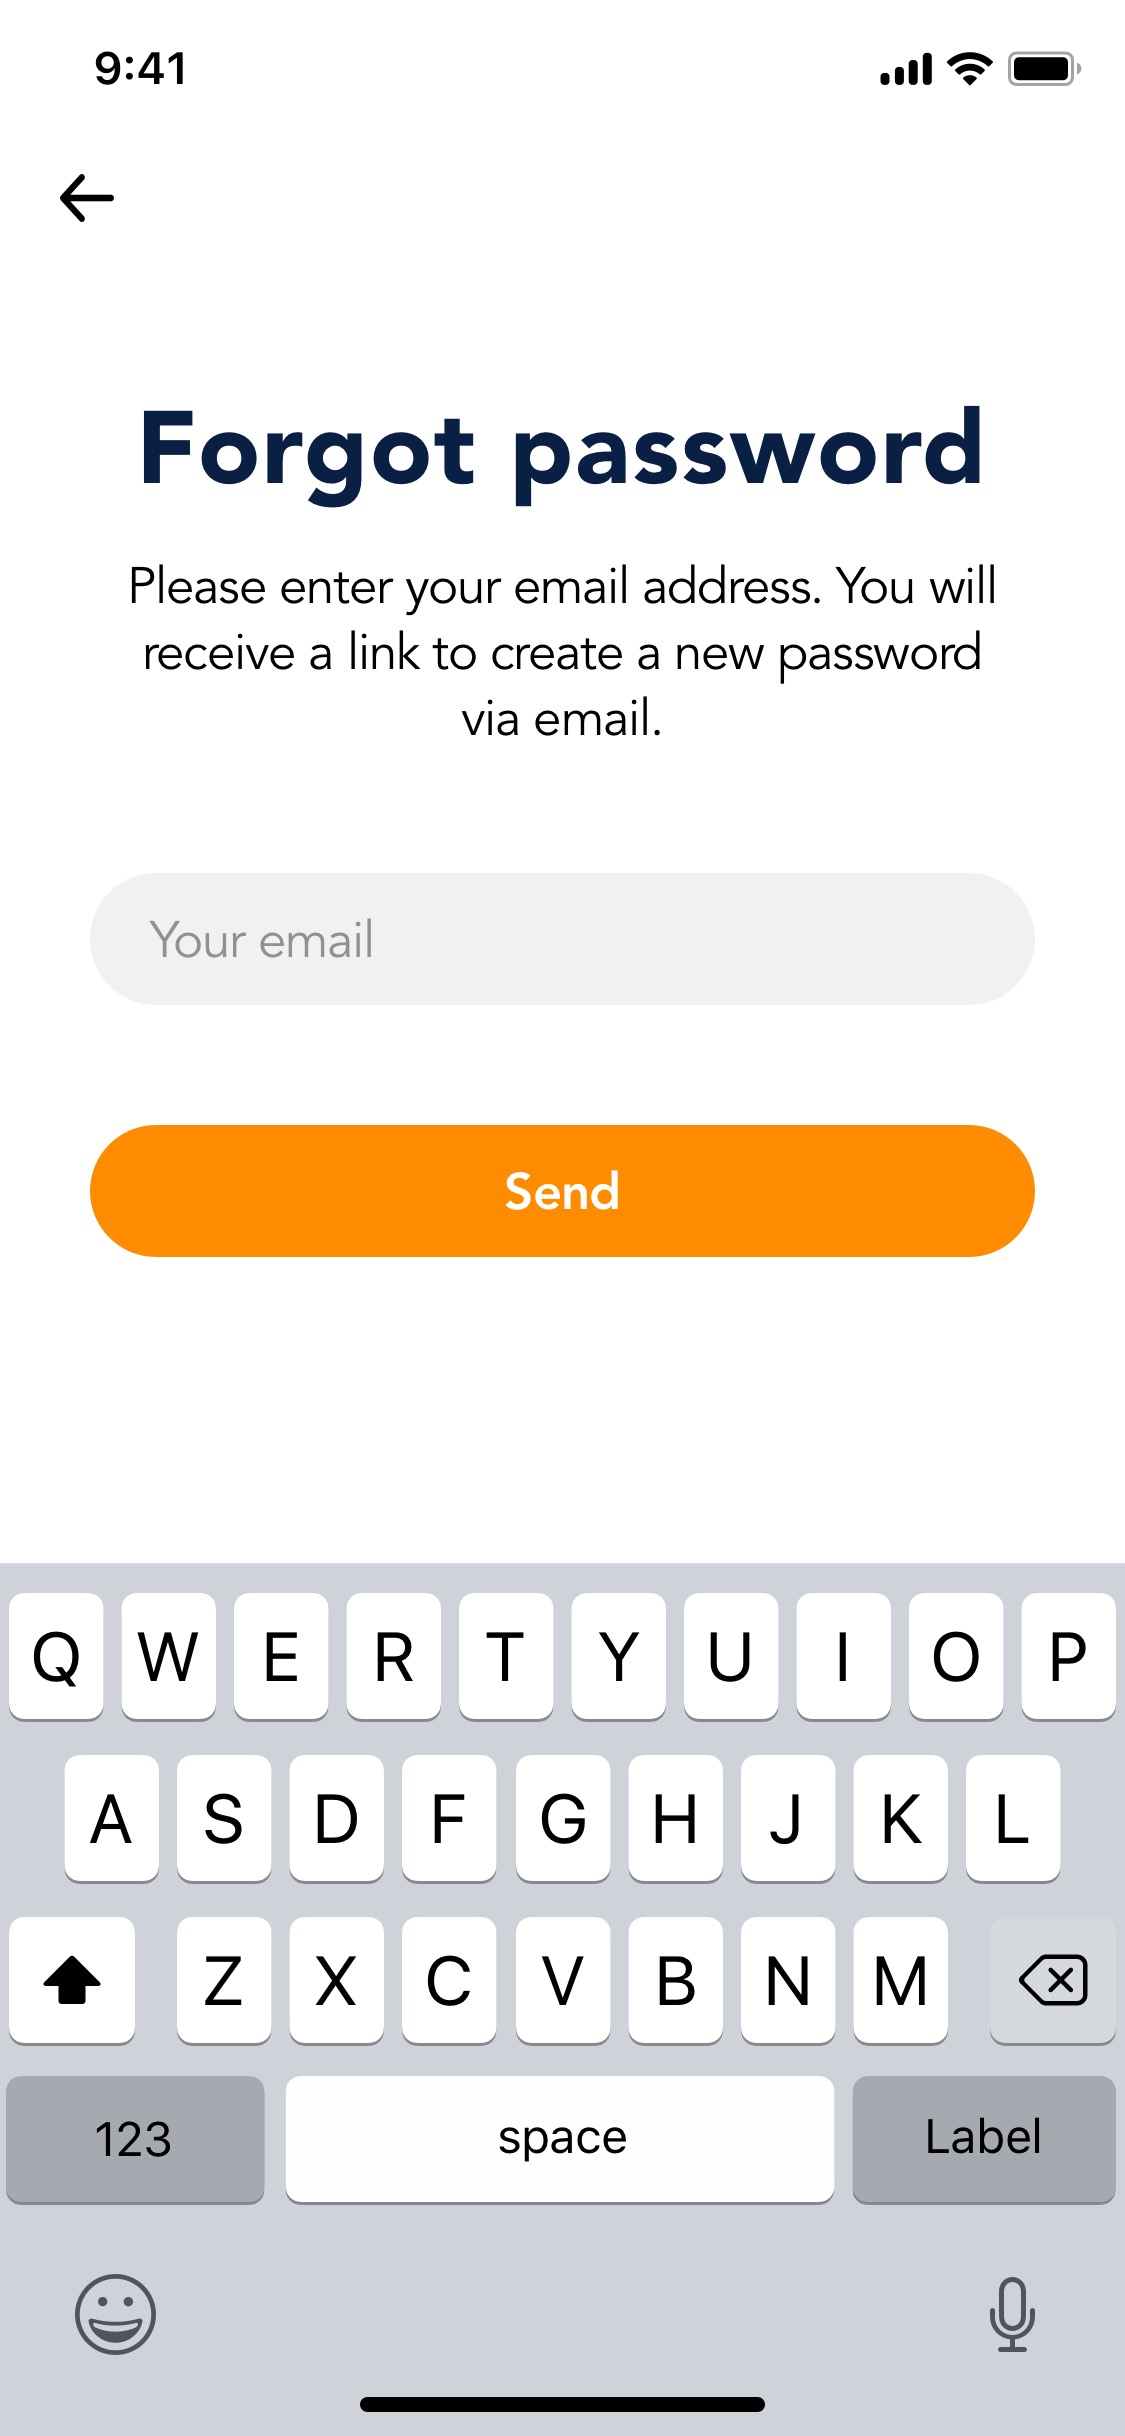 9:41
Forgot password
Please enter your email address. You will
receive a link to create a new password
via email.
Your email
Send
Q W E R T Y U I O P
A S D F G H J K L
Z X C V B N M
123 space Label